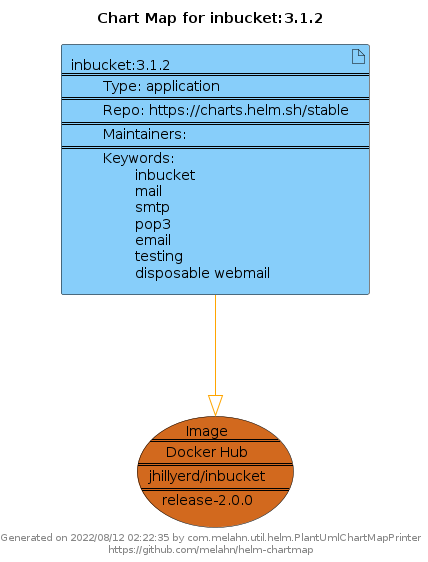 Chart Map for inbucket:3.1.2
inbucket:3.1.2
Type: application
Repo: https://charts.helm.sh/stable
Maintainers:
Keywords:
inbucket
mail
smtp
pop3
email
testing
disposable webmail
Image
Docker Hub
jhillyerd/inbucket
release-2.0.0
Generated on 2022/08/12 02:22:35 by com.melahn.util.helm.PlantUmlChartMapPrinter
https://github.com/melahn/helm-chartmap